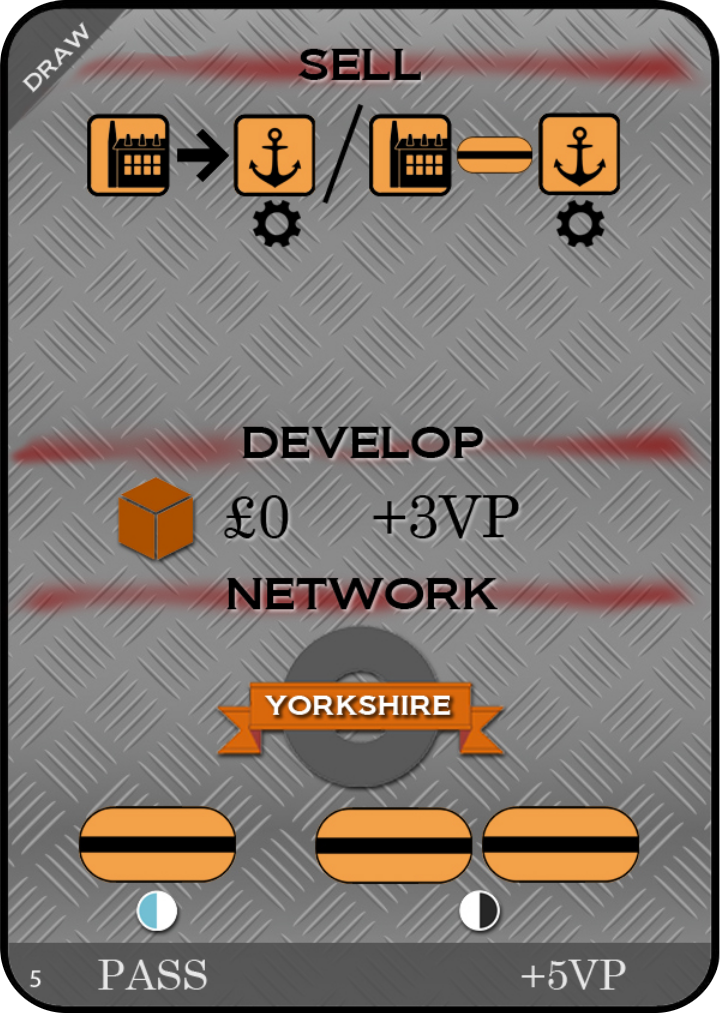 DRAW
SELL
DEVELOP
£0 +3VP
NETWORK
YORKSHIRE
5 PASS +5VP